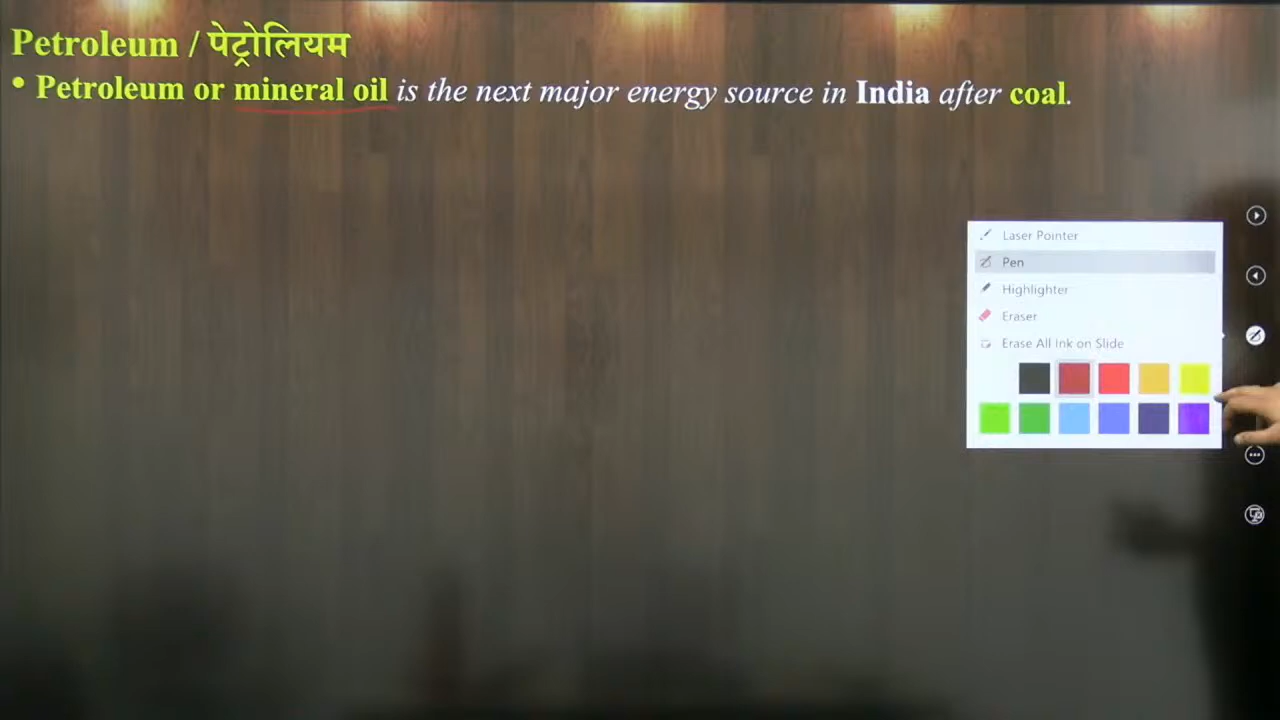 Petroleum / पेट्रोलियम
• Petroleum or mineral oil is the next major energy source in India after coal.
Laser Pointer
Pen
Highlighter
Eraser
Erase All Ink on Slide